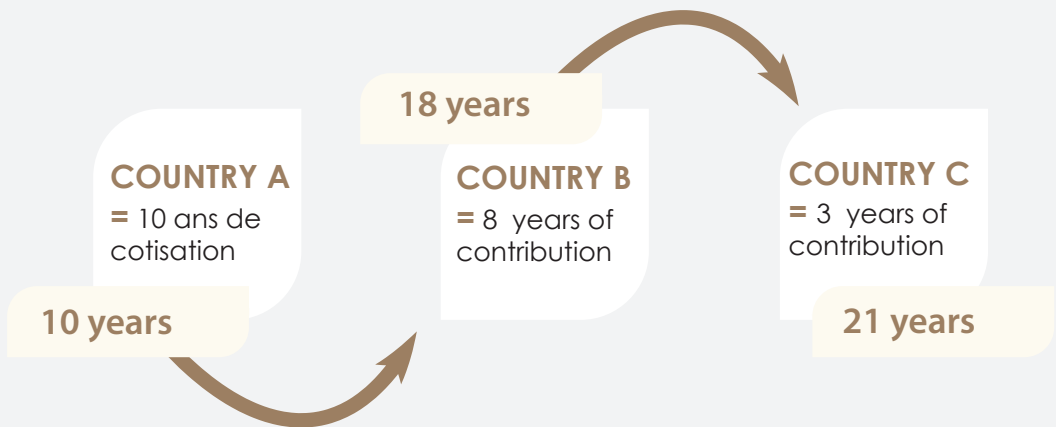 COUNTRY A
= 10 ans de
cotisation
10 years
18 years
COUNTRY B
= 8 years of
contribution
COUNTRY C
= 3 years of
contribution
21 years